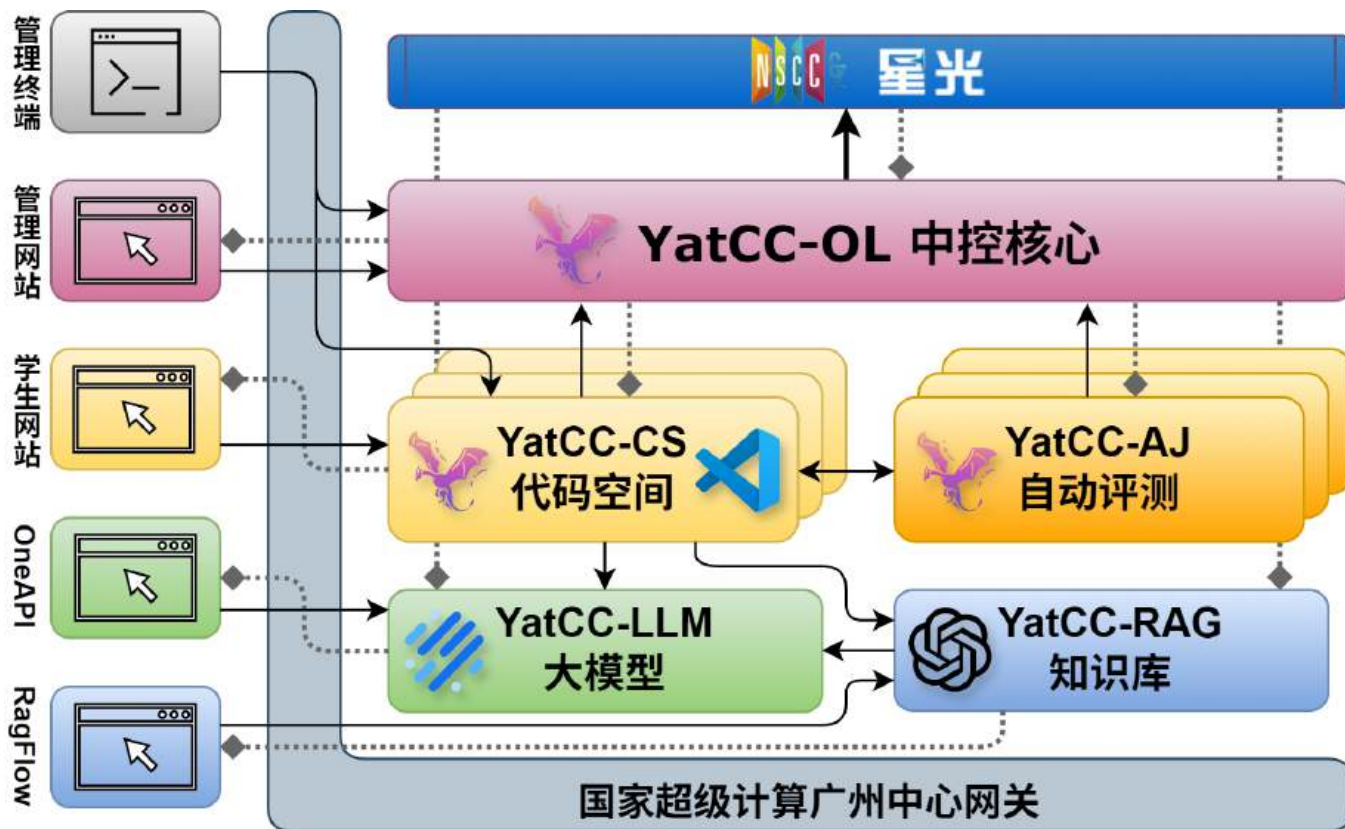 管理终端
NSCC 星光
管理网站
YatCC-OL 中控核心
学生网站
YatCC-CS
代码空间
YatCC-AJ
自动评测
OneAPI
YatCC-LLM
大模型
YatCC-RAG
知识库
RagFlow
国家超级计算广州中心网关